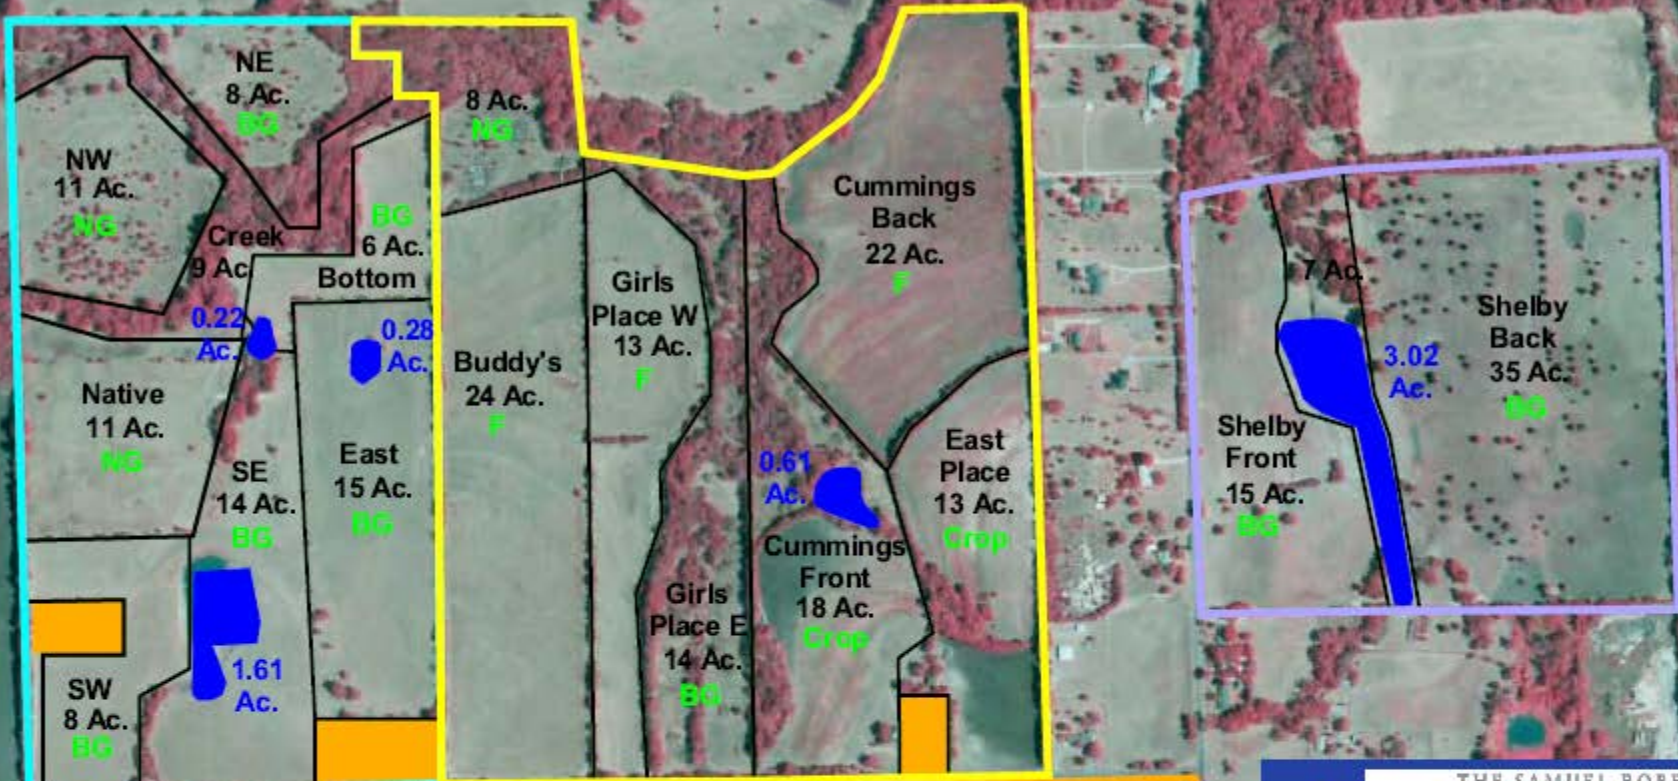 NE
8 Ac.
BG
NW
11 Ac.
NG
Creek
9 Ac
BG
6 Ac.
Bottom
0.22
Ac.
0.28
Ac.
Native
11 Ac.
NG
SE
14 Ac.
BG
East
15 Ac.
BG
1.61
Ac.
SW
8 Ac.
BG
8 Ac.
NG
Buddy's
24 Ac.
F
Girls
Place W
13 Ac.
F
Girls
Place E
14 Ac.
BG
Cummings
Back
22 Ac.
F
0.61
Ac.
Cummings
Front
18 Ac.
Crop
East
Place
13 Ac.
Crop
7 Ac.
3.02
Ac.
Shelby
Front
15 Ac.
BG
Shelby
Back
35 Ac.
BG
THE SAMUEL